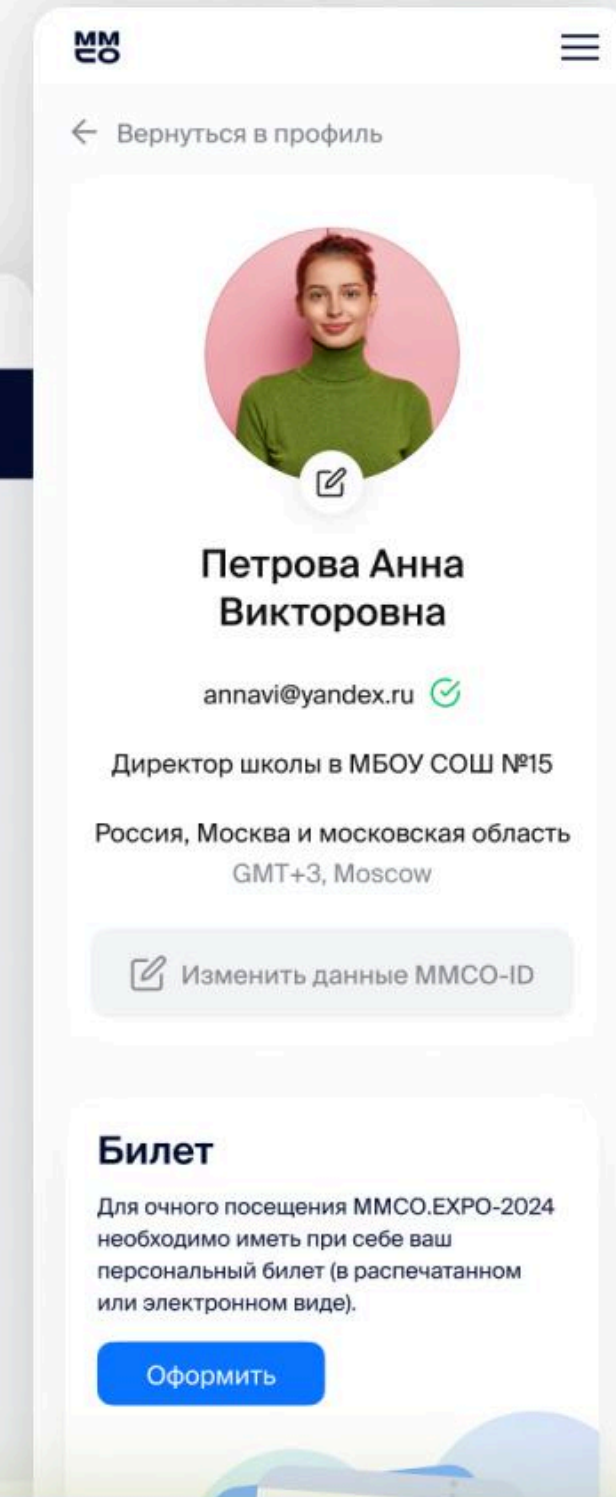 ММ
СО
Вернуться в профиль
Петрова Анна
Викторовна
annavi@yandex.ru
Директор школы в МБОУ СОШ №15
Россия, Москва и московская область
GMT+3, Moscow
Изменить данные ММСО-ID
Билет
Для очного посещения ММСО.EXPO-2024
необходимо иметь при себе ваш
персональный билет (в распечатанном
или электронном виде).
Оформить